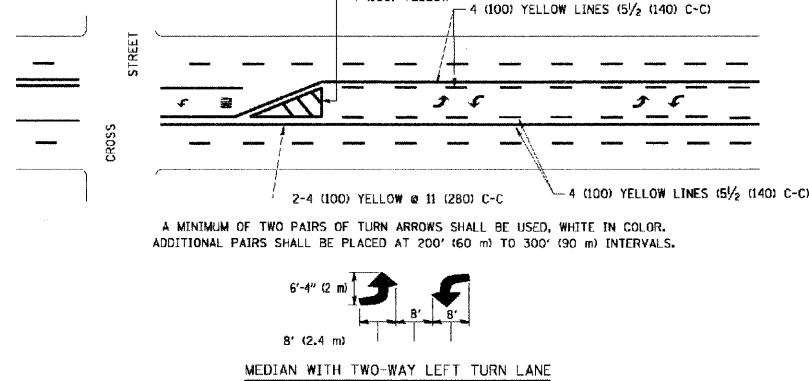 4 (100) YELLOW LINES (5½ (140) C-C)
STREET
CROSS
2-4 (100) YELLOW @ 11 (280) C-C
4 (100) YELLOW LINES (5½ (140) C-C)
A MINIMUM OF TWO PAIRS OF TURN ARROWS SHALL BE USED, WHITE IN COLOR.
ADDITIONAL PAIRS SHALL BE PLACED AT 200' (60 m) TO 300' (90 m) INTERVALS.
6'-4" (2 m)
8'
8'
8' (2.4 m)
MEDIAN WITH TWO-WAY LEFT TURN LANE